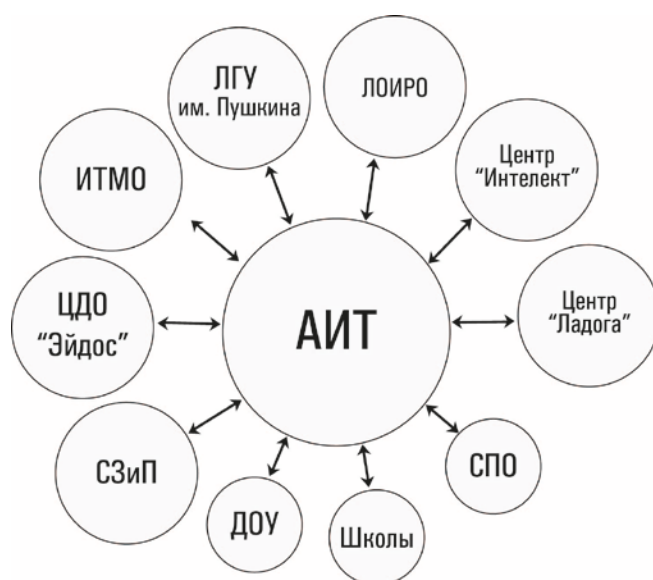 ЛГУ
им. Пушкина
ЛОИРО
Центр
“Интелект”
ИТМО
ЦДО
“Эйдос”
АИТ
Центр
“Ладога”
СЗиП
СПО
ДОУ
Школы